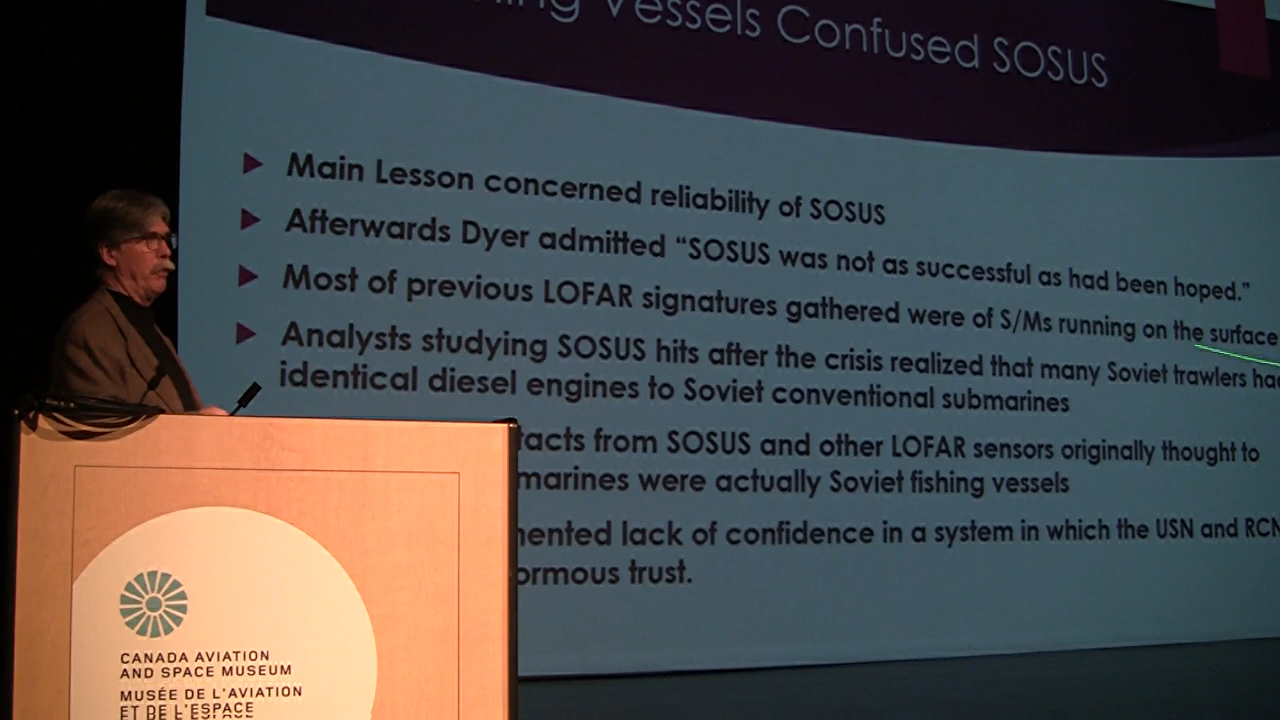 Vessels Confused SOSUS
Main Lesson concerned reliability of SOSUS
Afterwards Dyer admitted “SOSUS was not as successful as had been hoped.”
Most of previous LOFAR signatures gathered were of S/Ms running on the surface
Analysts studying SOSUS hits after the crisis realized that many Soviet trawlers had
identical diesel engines to Soviet conventional submarines
tacts from SOSUS and other LOFAR sensors originally thought to
marines were actually Soviet fishing vessels
ented lack of confidence in a system in which the USN and RCN
ormous trust.
CANADA AVIATION
AND SPACE MUSEUM
MUSÉE DE L'AVIATION
ET DE L'ESPACE